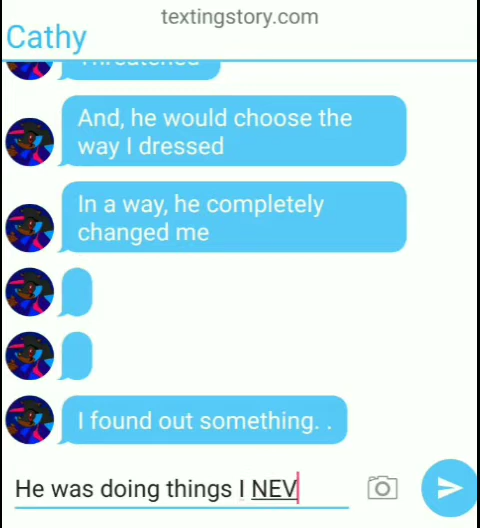 textingstory.com
Cathy
Threatened
And, he would choose the
way I dressed
In a way, he completely
changed me
I found out something. .
He was doing things I NEV